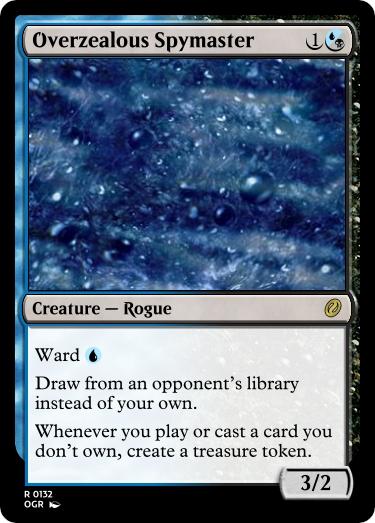 Overzealous Spymaster 1
Creature — Rogue
Ward
Draw from an opponent's library
instead of your own.
Whenever you play or cast a card you
don't own, create a treasure token.
3/2
R 0132
OGR